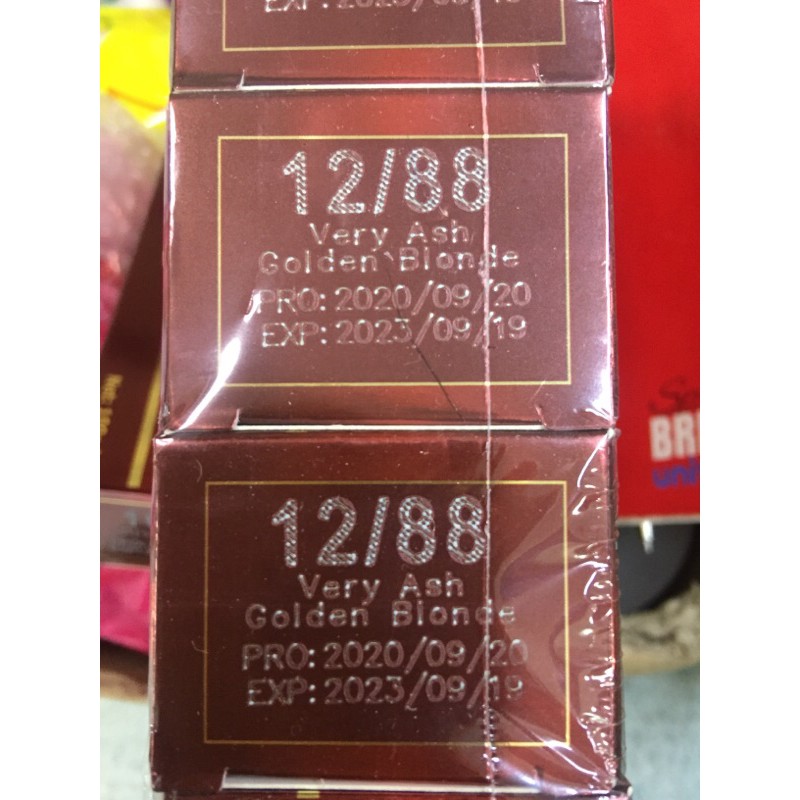 12/88
Very Ash
Golden Blonde
PRO: 2020/09/20
EXP: 2023/09/19
12/88
Very Ash
Golden Blonde
PRO: 2020/09/20
EXP: 2023/09/19